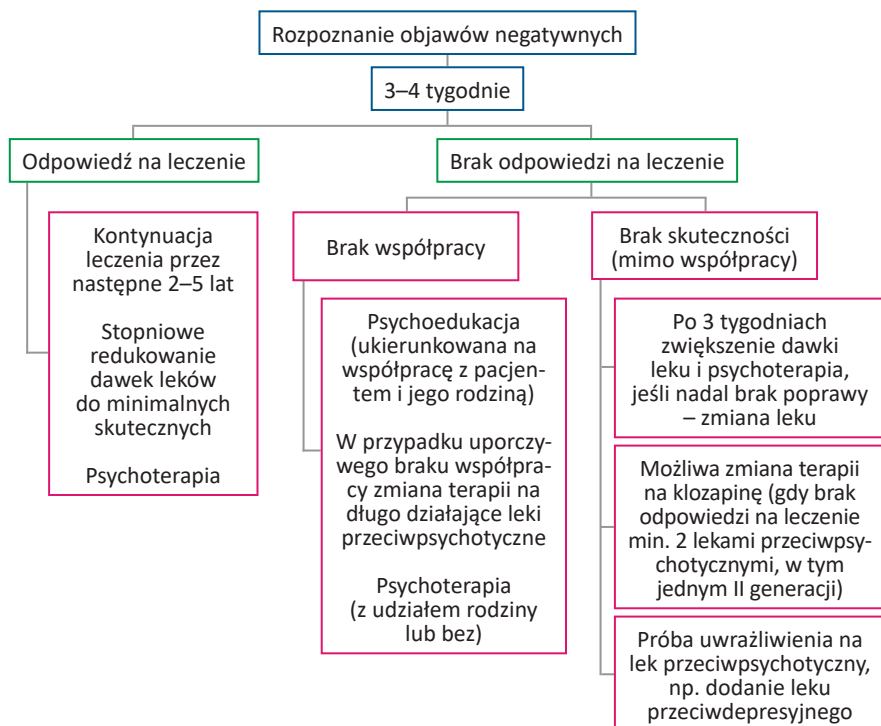 Rozpoznanie objawów negatywnych
3–4 tygodnie
Odpowiedź na leczenie
Brak odpowiedzi na leczenie
Kontynuacja
leczenia przez
następne 2–5 lat
Stopniowe
redukowanie
dawek leków
do minimalnych
skutecznych
Psychoterapia
Brak współpracy
Psychoedukacja
(ukierunkowana na
współpracę z pacjen-
tem i jego rodziną)
W przypadku uporczy-
wego braku współpra-
cy zmiana terapii na
długo działające leki
przeciwpsychotyczne
Psychoterapia
(z udziałem rodziny
lub bez)
Brak skuteczności
(mimo współpracy)
Po 3 tygodniach
zwiększenie dawki
leku i psychoterapia,
jeśli nadal brak poprawy
– zmiana leku
Możliwa zmiana terapii
na klozapinę (gdy brak
odpowiedzi na leczenie
min. 2 lekami przeciwpsy-
chotycznymi, w tym
jednym II generacji)
Próba uwrażliwienia na
lek przeciwpsychotyczny,
np. dodanie leku
przeciwdepresyjnego